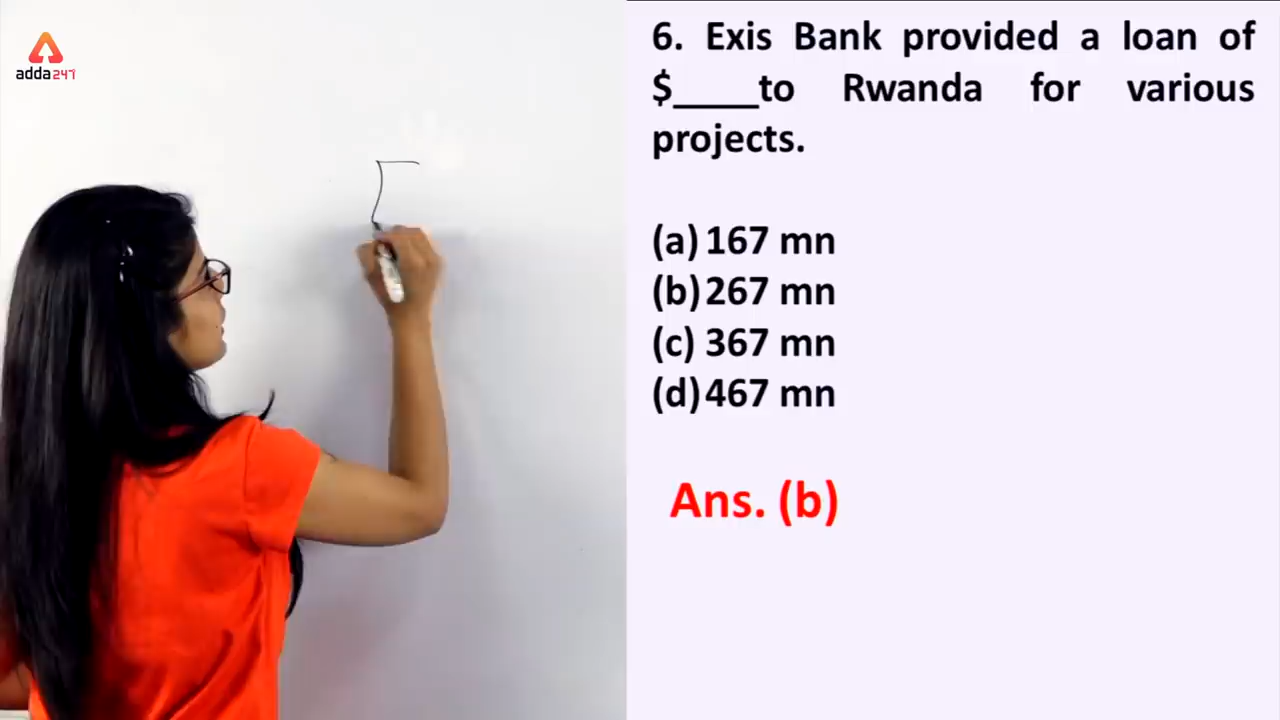 adda247
6. Exis Bank provided a loan of
$____to Rwanda for various
projects.
(a) 167 mn
(b) 267 mn
(c) 367 mn
(d) 467 mn
Ans. (b)